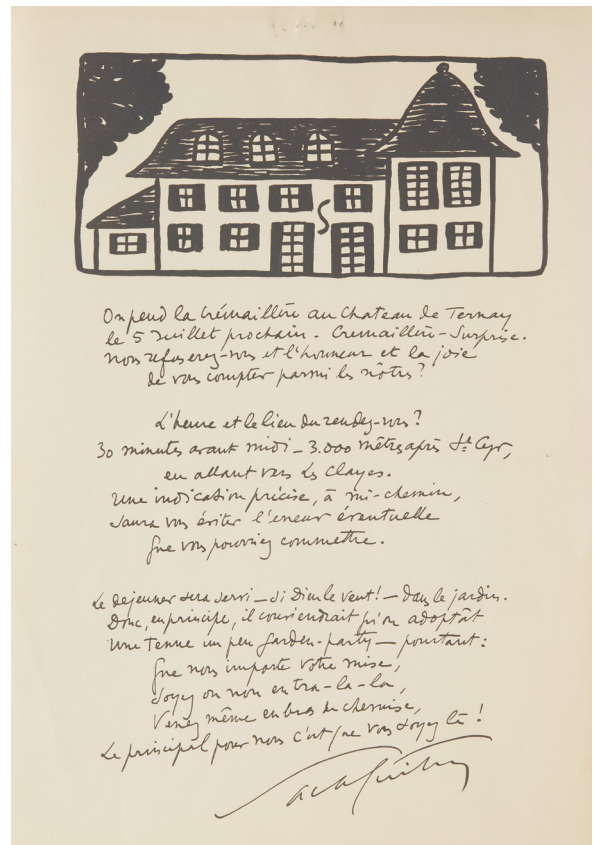 On pend la Crémaillère au Chateau de Ternay
le 5 Juillet prochain. Cremaillère-Surprise.
nous refuserez-vous et l'honneur et la joie
de vous compter parmi les nôtres?
L'heure et le lieu du rendez-vous?
30 minutes avant midi – 3.000 mètres après St Cyr,
en allant vers Les Clayes.
Une indication précise, à mi-chemin,
saura vous éviter l'erreur éventuelle
que vous pourriez commettre.
Le dejeuner sera servi – si Dieu le veut! – dans le jardin.
Donc, en principe, il conviendrait qu'on adoptât
Une tenue un peu garden-party – pourtant:
Que nous importe votre mise,
Soyez ou non en tra-la-la,
Venez même en bras de chemise,
Le principal pour nous c'est que vous soyez là!
Sacha Guitry